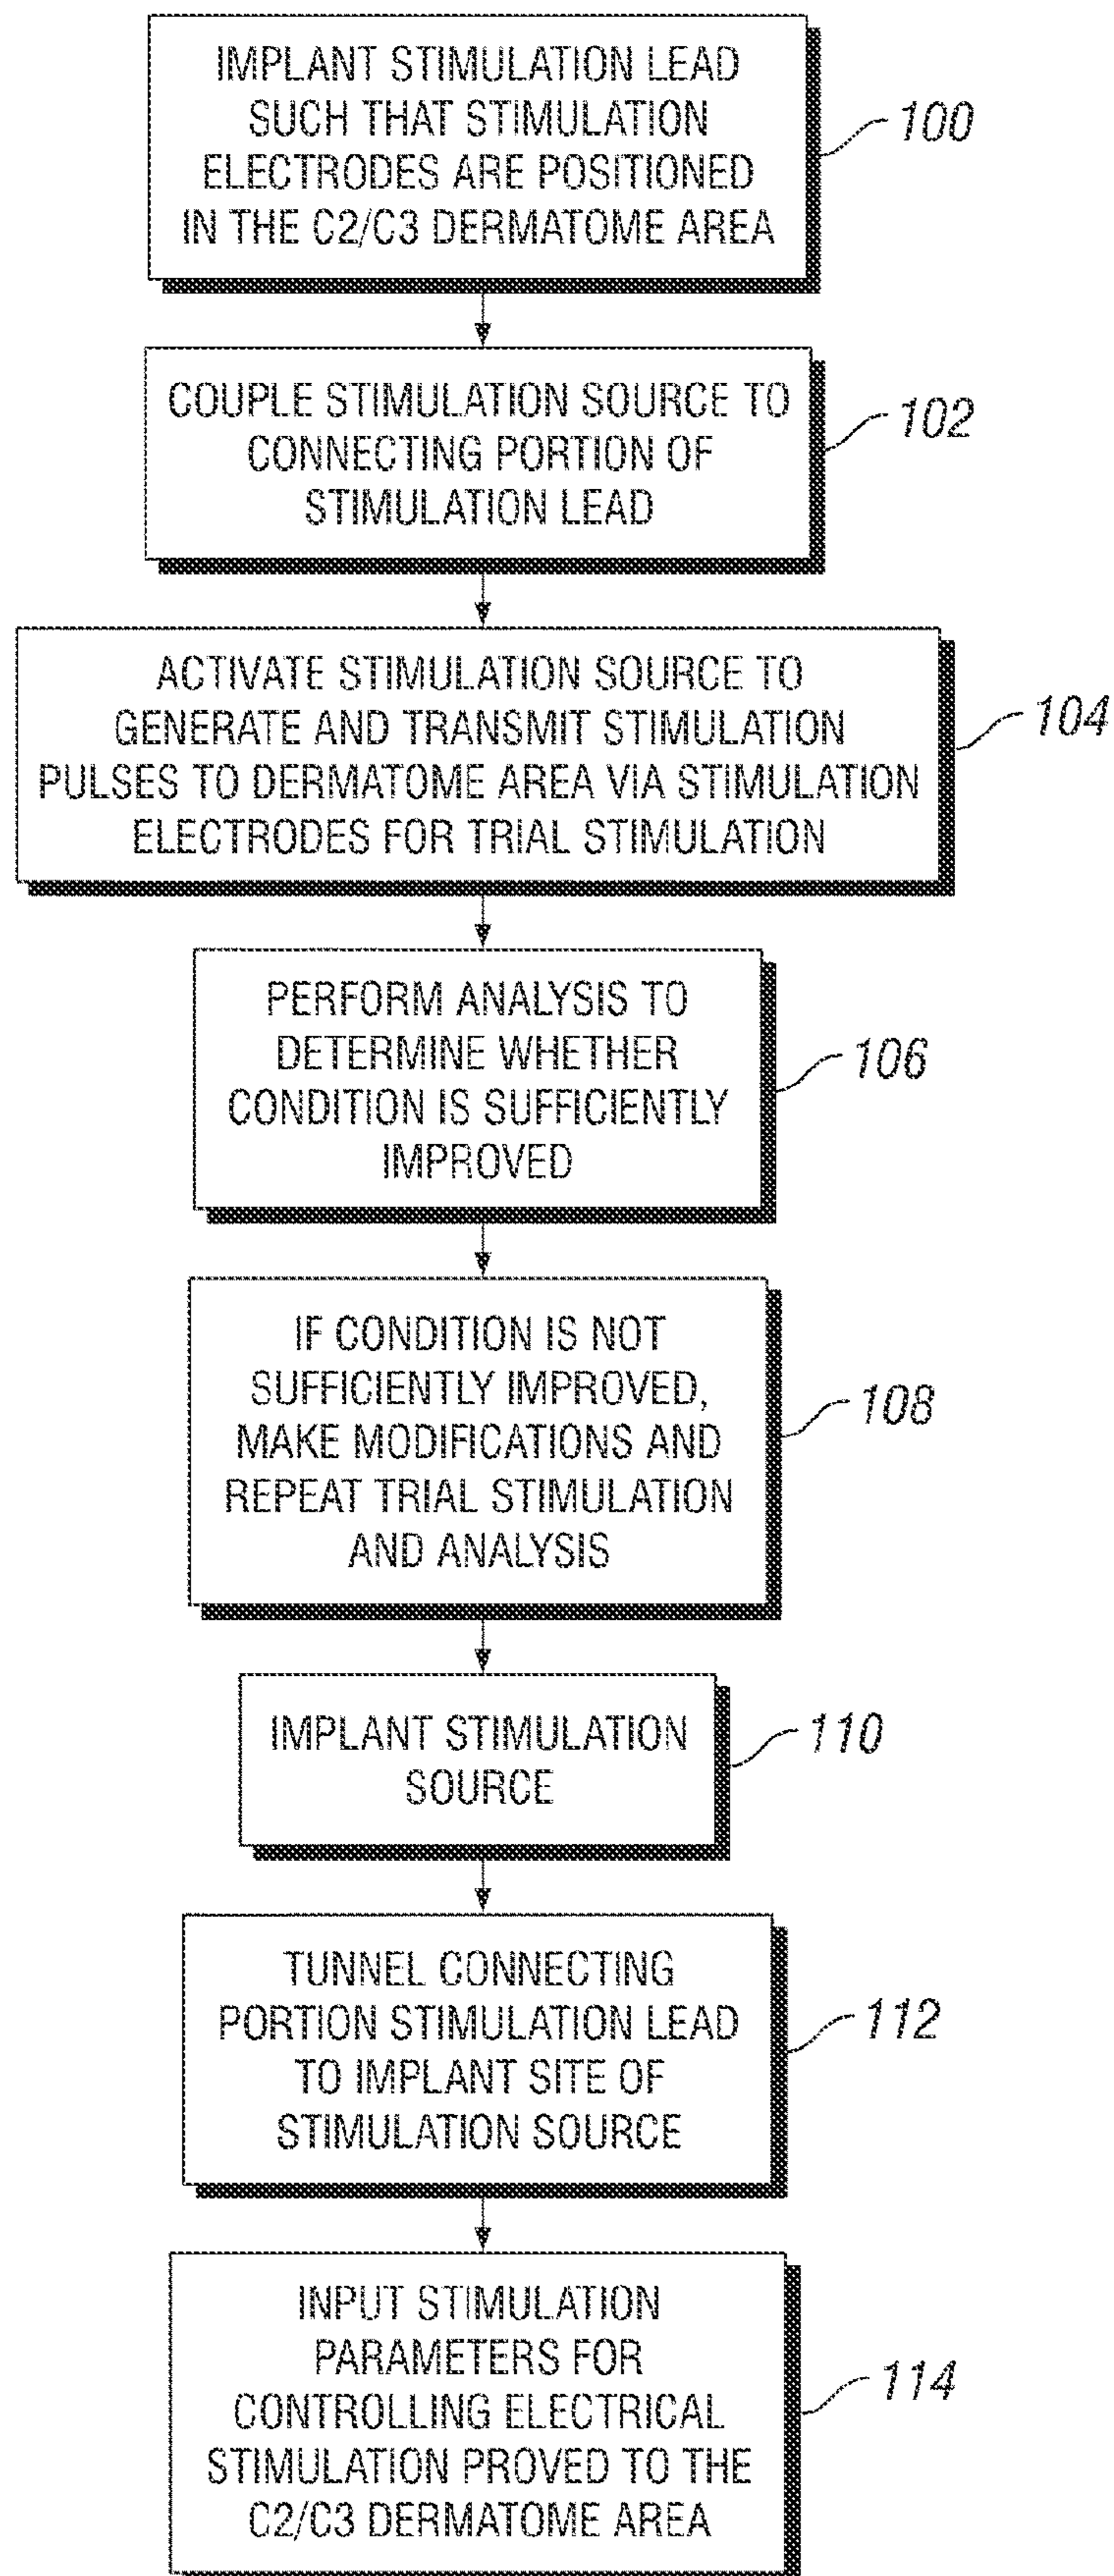 IMPLANT STIMULATION LEAD
SUCH THAT STIMULATION
ELECTRODES ARE POSITIONED
IN THE C2/C3 DERMATOME AREA
100
COUPLE STIMULATION SOURCE TO
CONNECTING PORTION OF
STIMULATION LEAD
102
ACTIVATE STIMULATION SOURCE TO
GENERATE AND TRANSMIT STIMULATION
PULSES TO DERMATOME AREA VIA STIMULATION
ELECTRODES FOR TRIAL STIMULATION
104
PERFORM ANALYSIS TO
DETERMINE WHETHER
CONDITION IS SUFFICIENTLY
IMPROVED
106
IF CONDITION IS NOT
SUFFICIENTLY IMPROVED,
MAKE MODIFICATIONS AND
REPEAT TRIAL STIMULATION
AND ANALYSIS
108
IMPLANT STIMULATION
SOURCE
110
TUNNEL CONNECTING
PORTION STIMULATION LEAD
TO IMPLANT SITE OF
STIMULATION SOURCE
112
INPUT STIMULATION
PARAMETERS FOR
CONTROLLING ELECTRICAL
STIMULATION PROVED TO THE
C2/C3 DERMATOME AREA
114